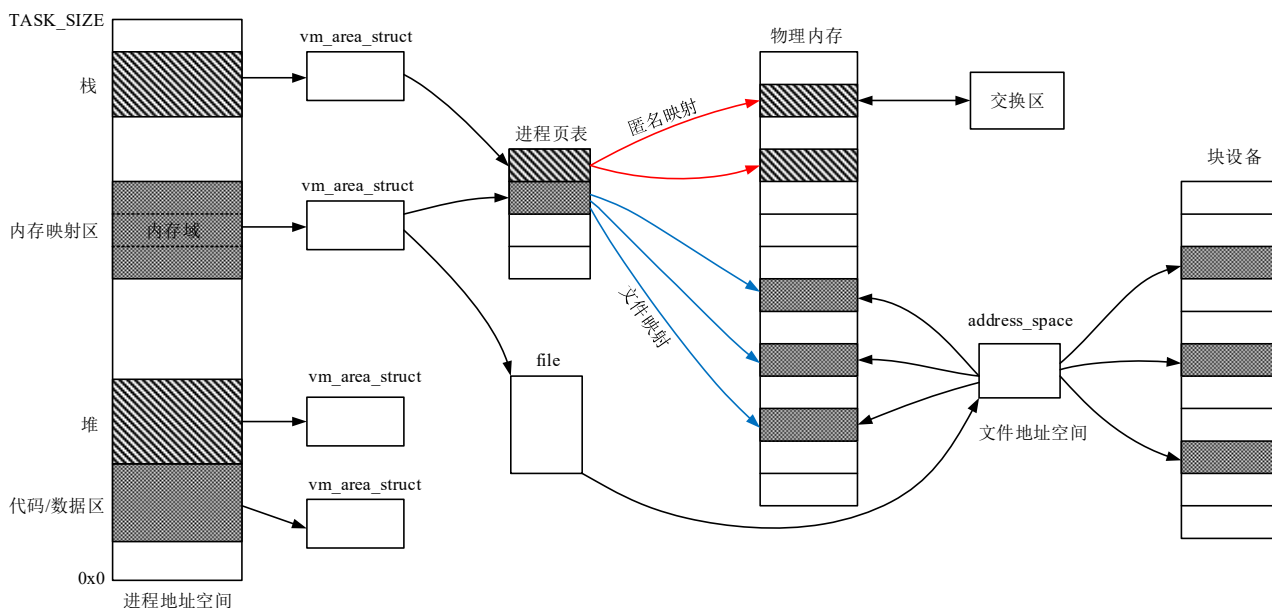 TASK_SIZE
栈
内存映射区
内存域
堆
代码/数据区
0x0
进程地址空间
vm_area_struct
vm_area_struct
vm_area_struct
vm_area_struct
进程页表
file
匿名映射
文件映射
物理内存
交换区
address_space
文件地址空间
块设备